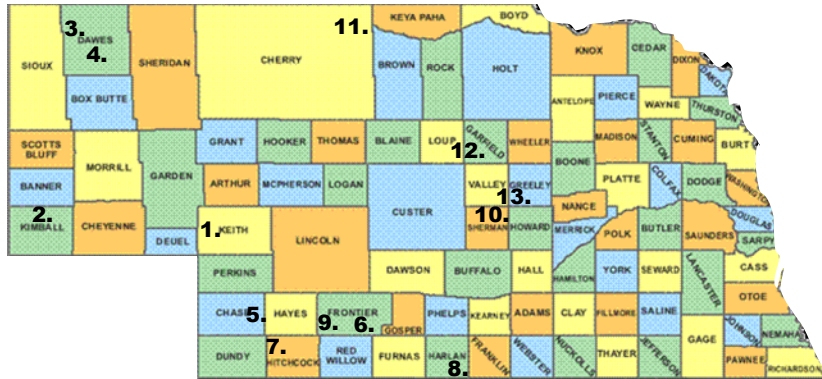 11.
KEYA PAHA
BOYD
3.
DAWES
4.
SIOUX
SHERIDAN
CHERRY
BOX BUTTE
BROWN
ROCK
HOLT
KNOX
CEDAR
DIXON
DAKOTA
ANTELOPE
PIERCE
WAYNE
THURSTON
SCOTTS
BLUFF
MORRILL
GARDEN
GRANT
HOOKER
THOMAS
BLAINE
LOUP
GARFIELD
WHEELER
12.
BOONE
MADISON
STANTON
CUMING
BURT
BANNER
ARTHUR
MCPHERSON
LOGAN
CUSTER
VALLEY
GREELEY
13.
PLATTE
COLFAX
DODGE
WASHINGTON
2.
KIMBALL
CHEYENNE
DEUEL
1.
KEITH
LINCOLN
10.
SHERMAN
HOWARD
NANCE
MERRICK
POLK
BUTLER
SAUNDERS
DOUGLAS
SARPY
PERKINS
DAWSON
BUFFALO
HALL
HAMILTON
YORK
SEWARD
LANCASTER
CASS
OTOE
CHASE
5.
HAYES
9.
FRONTIER
6.
GOSPER
PHELPS
KEARNEY
ADAMS
CLAY
FILLMORE
SALINE
GAGE
JOHNSON
NEMAHA
DUNDY
7.
HITCHCOCK
RED
WILLOW
FURNAS
HARLAN
8.
FRANKLIN
WEBSTER
NUCKOLLS
THAYER
JEFFERSON
PAWNEE
RICHARDSON